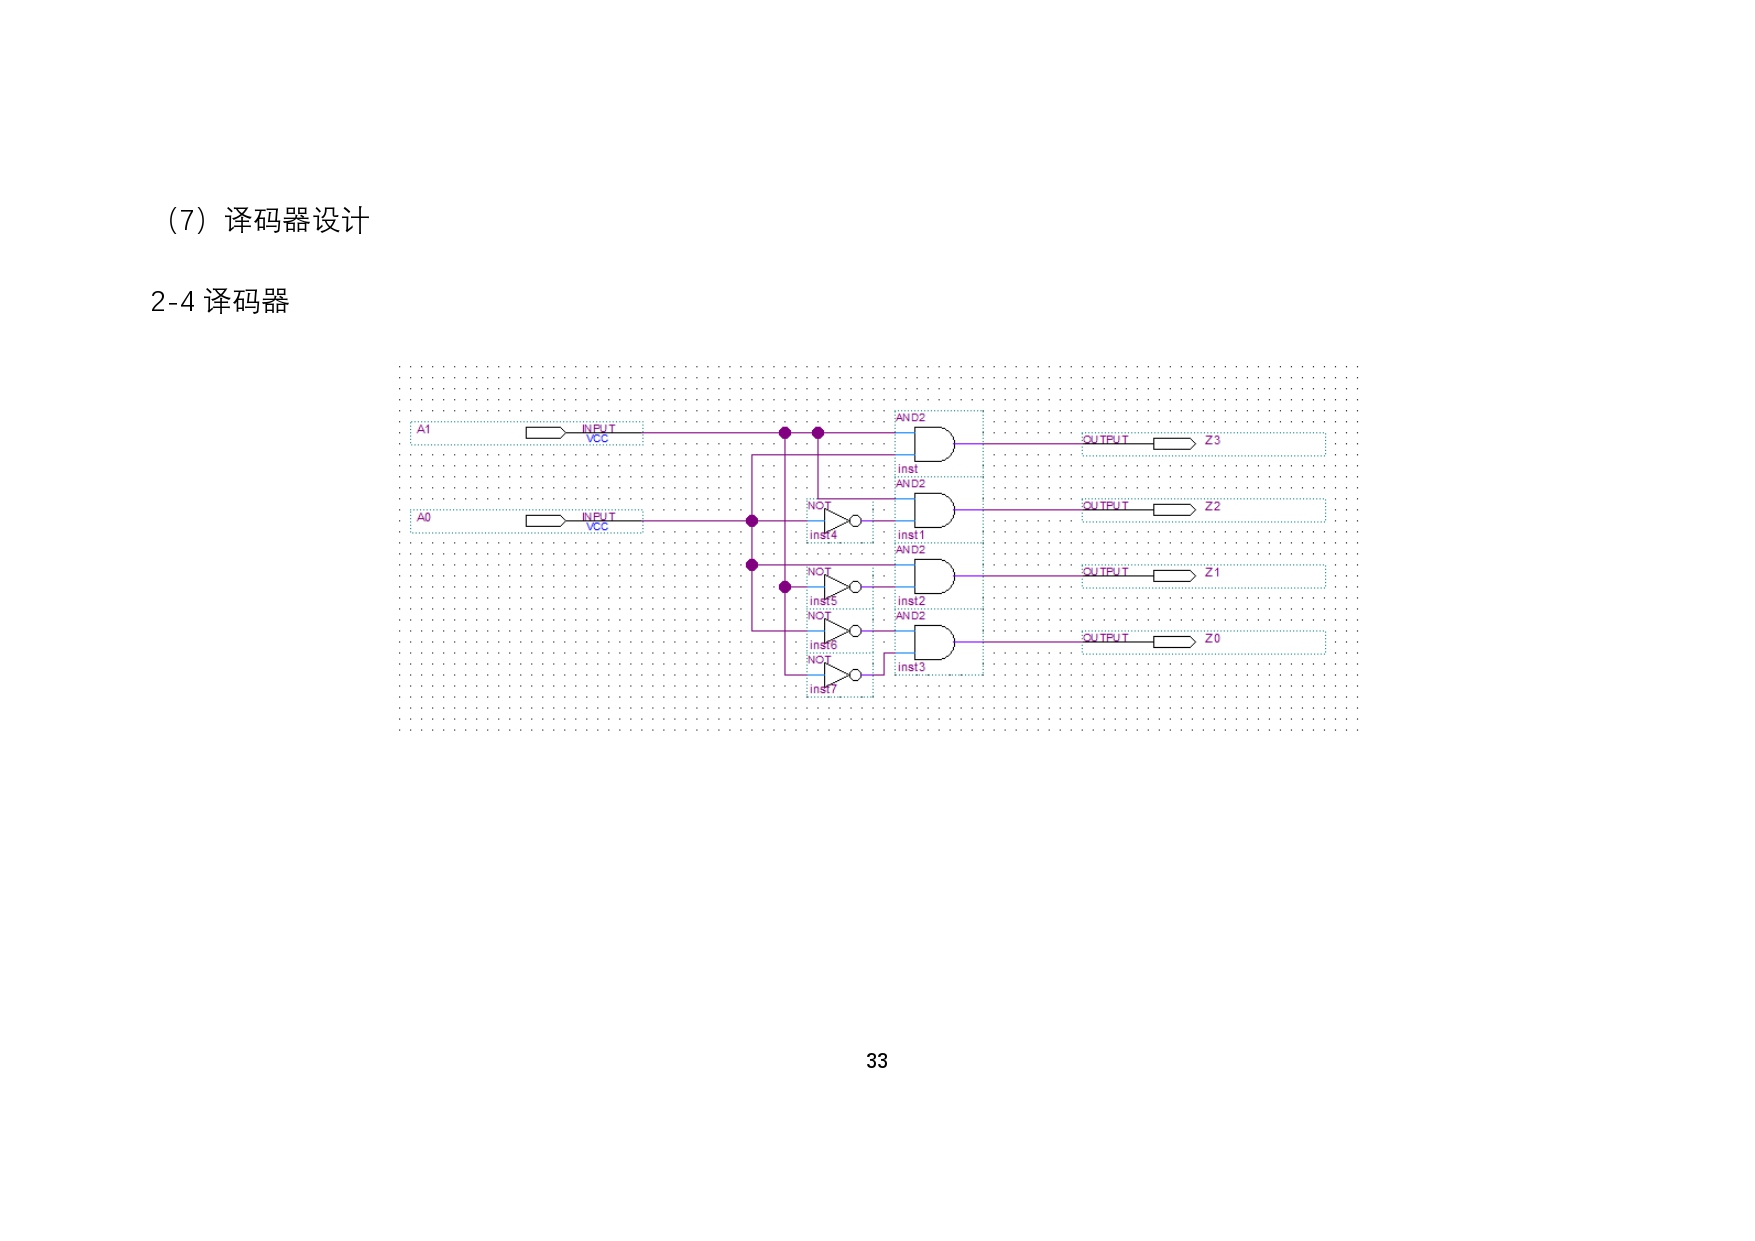 （7）译码器设计
2-4 译码器
AND2
A1 INPUT VCC
OUTPUT Z3
inst
AND2
NOT
OUTPUT Z2
A0 INPUT VCC
inst4
inst1
AND2
NOT
OUTPUT Z1
inst5
inst2
NOT
AND2
OUTPUT Z0
inst6
NOT
inst3
inst7
33